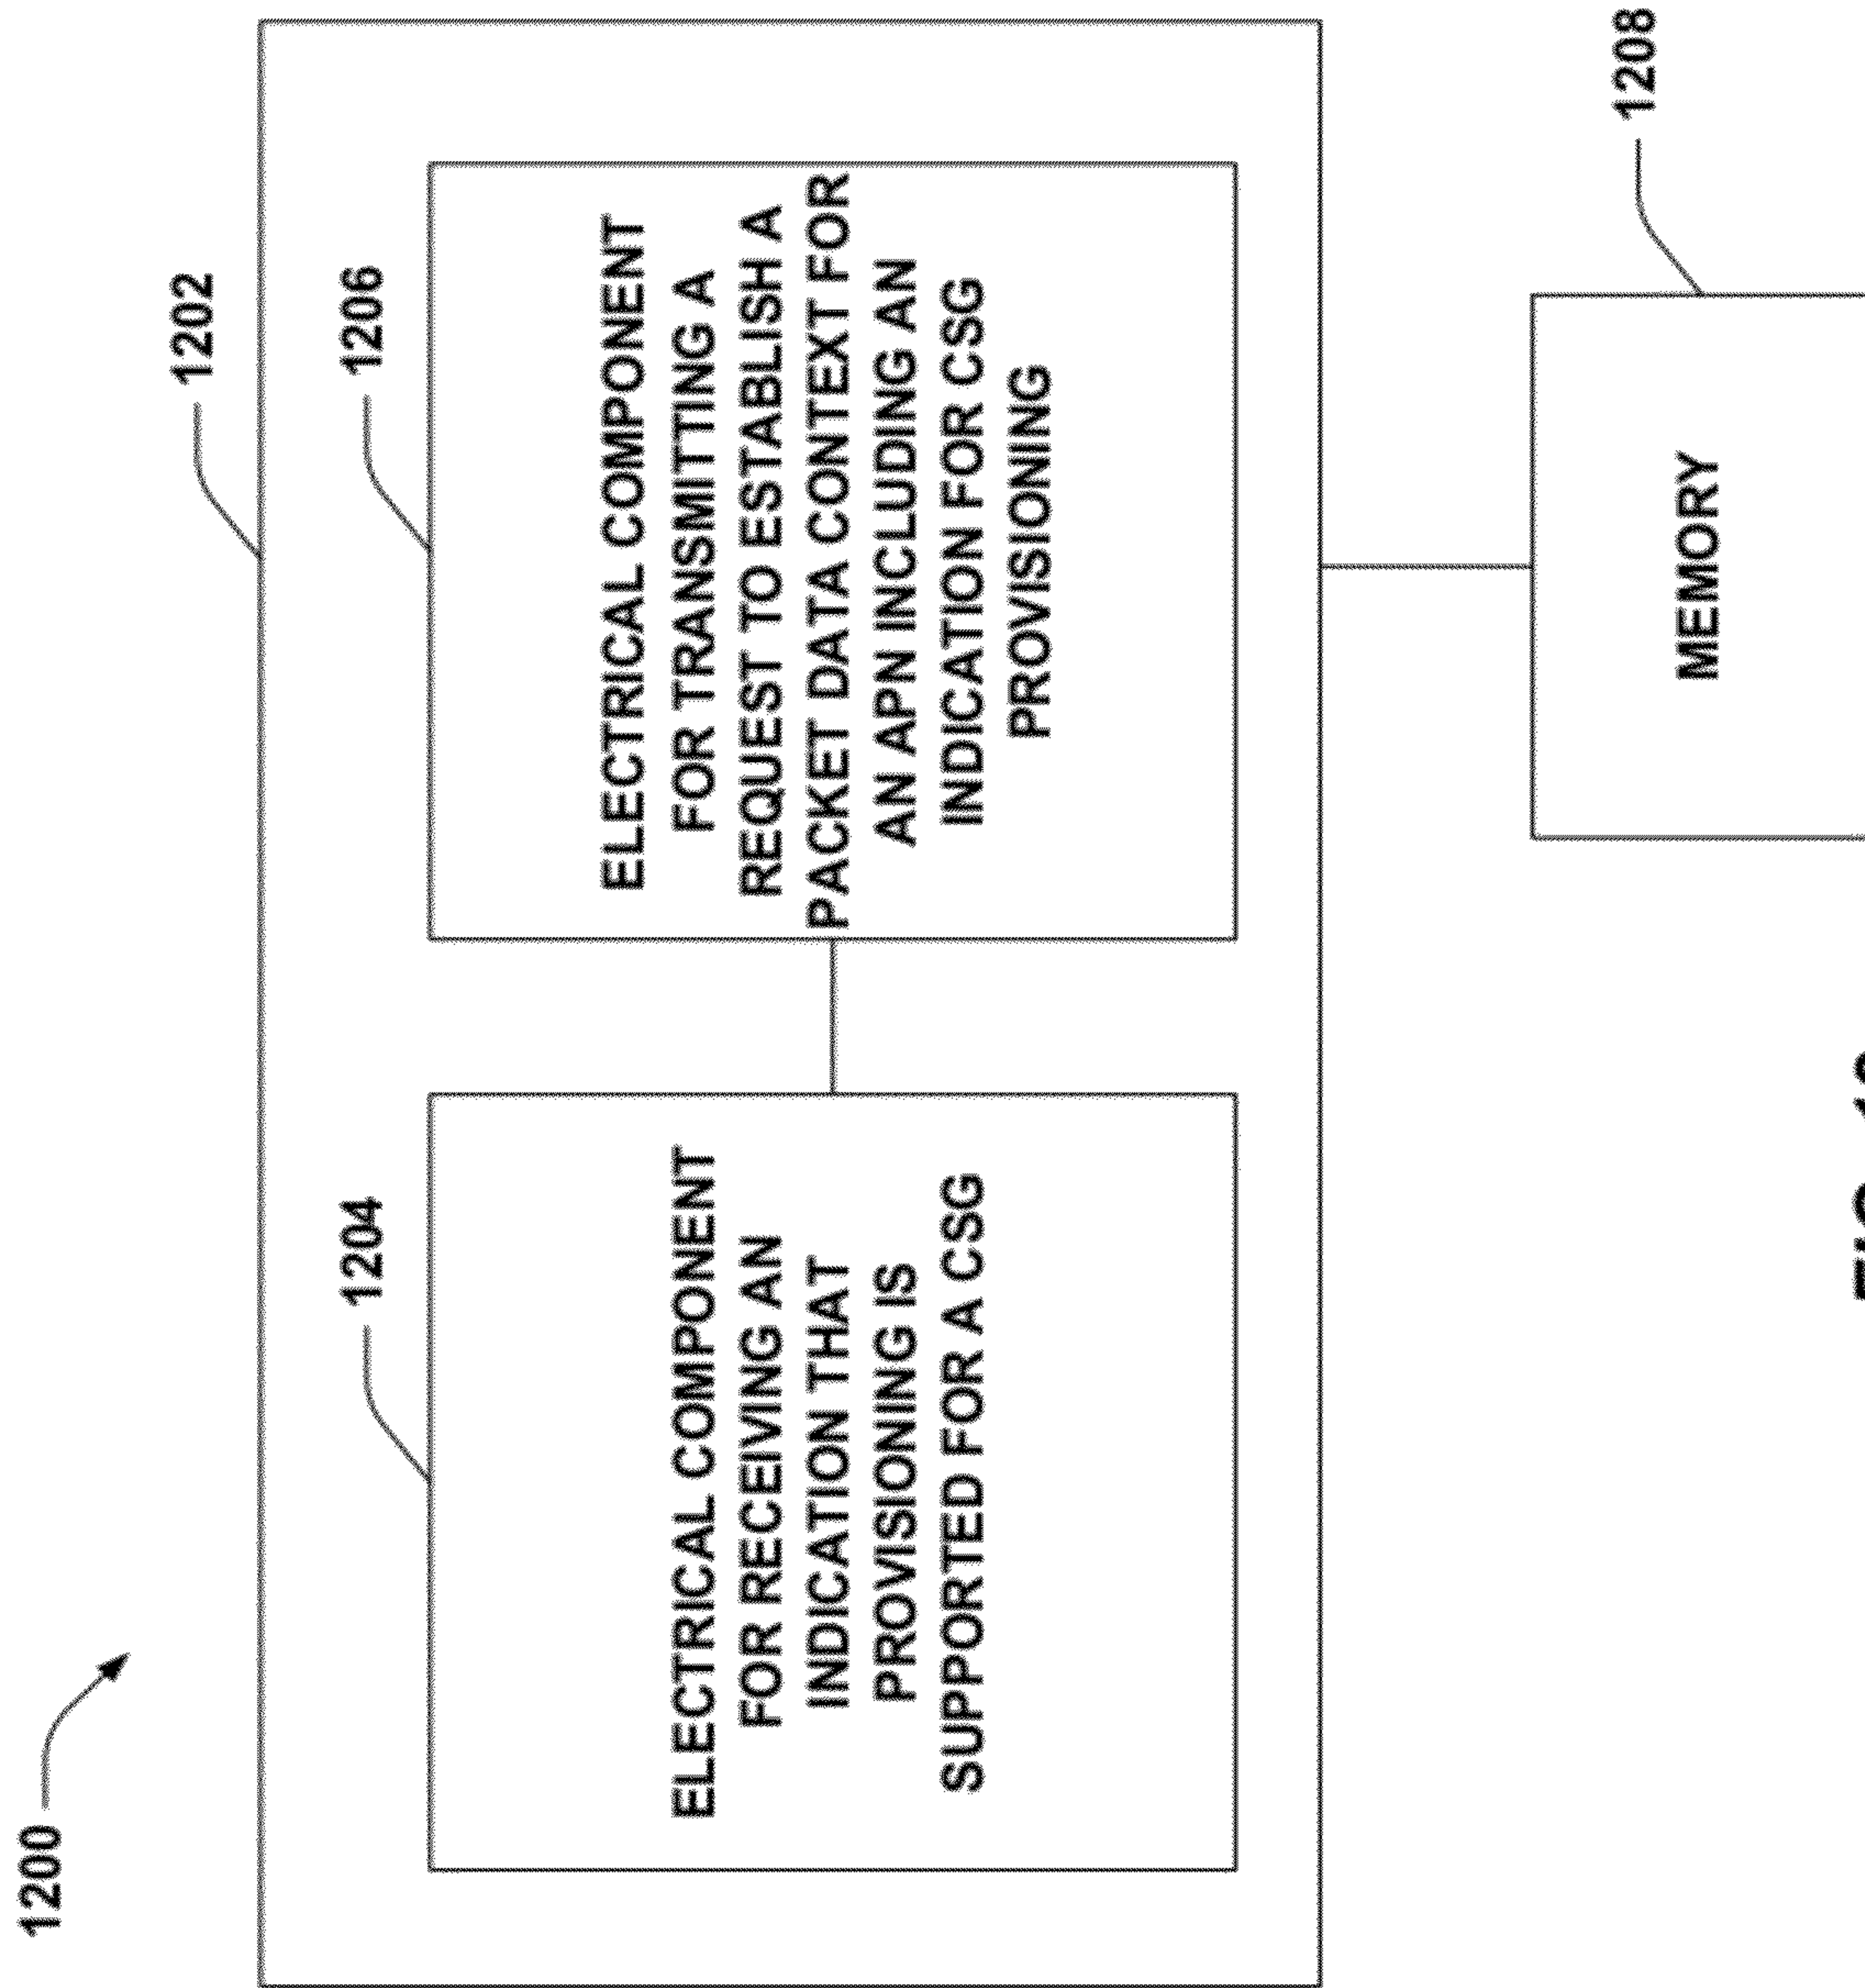 1200
1202
1204
ELECTRICAL COMPONENT
FOR RECEIVING AN
INDICATION THAT
PROVISIONING IS
SUPPORTED FOR A CSG
1206
ELECTRICAL COMPONENT
FOR TRANSMITTING A
REQUEST TO ESTABLISH A
PACKET DATA CONTEXT FOR
AN APN INCLUDING AN
INDICATION FOR CSG
PROVISIONING
1208
MEMORY